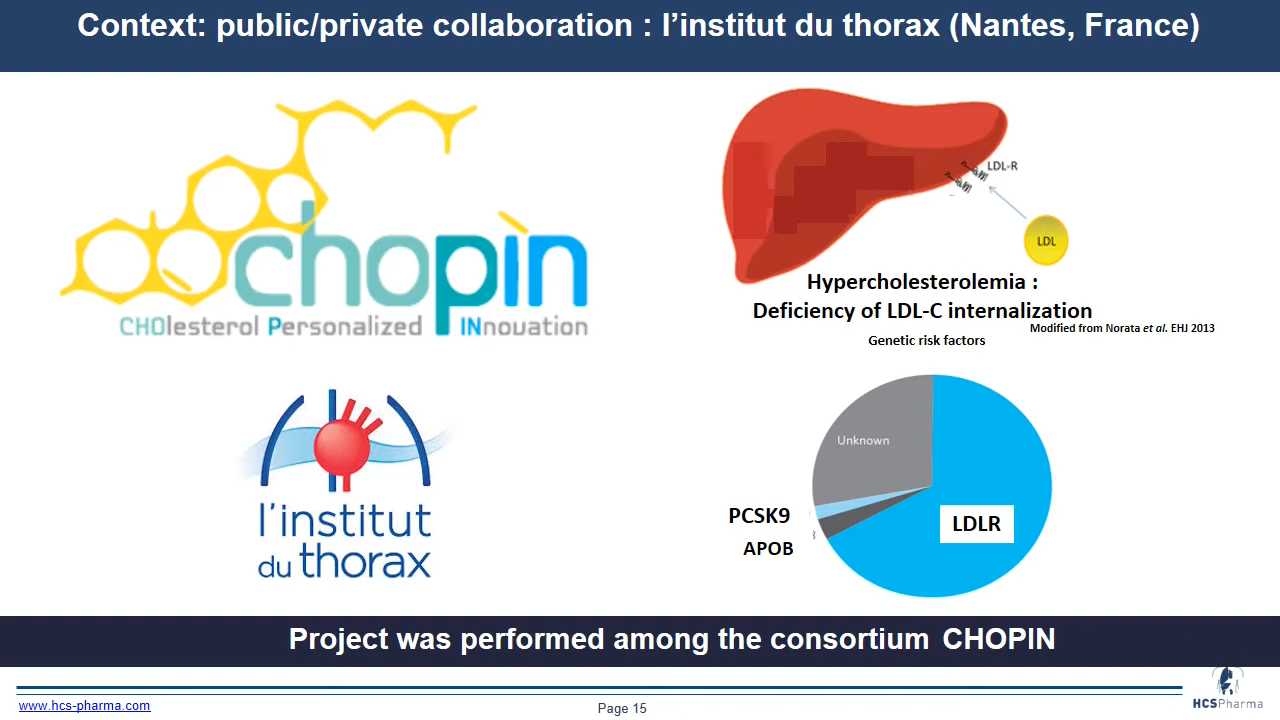 Context: public/private collaboration : l’institut du thorax (Nantes, France)
chopin
CHOlesterol Personalized INnovation
LDL-R
LDL
Hypercholesterolemia :
Deficiency of LDL-C internalization
Modified from Norata et al. EHJ 2013
Genetic risk factors
Unknown
PCSK9
APOB
LDLR
l’institut
du thorax
Project was performed among the consortium CHOPIN
www.hcs-pharma.com
Page 15
HCSPharma